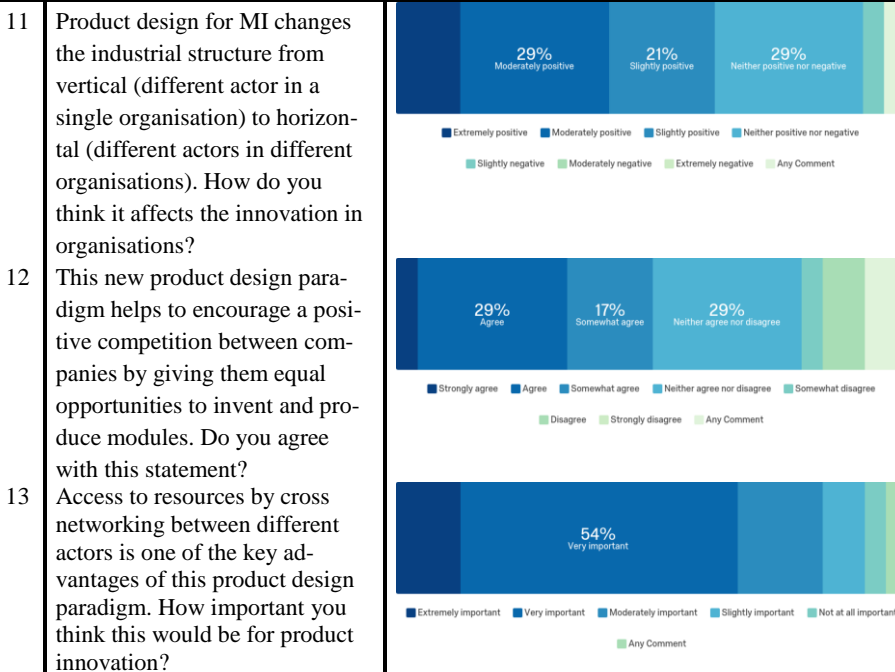 11 Product design for MI changes
the industrial structure from
vertical (different actor in a
single organisation) to horizon-
tal (different actors in different
organisations). How do you
think it affects the innovation in
organisations?
29%
Moderately positive
21%
Slightly positive
29%
Neither positive nor negative
Extremely positive Moderately positive Slightly positive Neither positive nor negative
Slightly negative Moderately negative Extremely negative Any Comment
12 This new product design para-
digm helps to encourage a posi-
tive competition between com-
panies by giving them equal
opportunities to invent and pro-
duce modules. Do you agree
with this statement?
29%
Agree
17%
Somewhat agree
29%
Neither agree nor disagree
Strongly agree Agree Somewhat agree Neither agree nor disagree Somewhat disagree
Disagree Strongly disagree Any Comment
13 Access to resources by cross
networking between different
actors is one of the key ad-
vantages of this product design
paradigm. How important you
think this would be for product
innovation?
54%
Very important
Extremely important Very important Moderately important Slightly important Not at all important
Any Comment